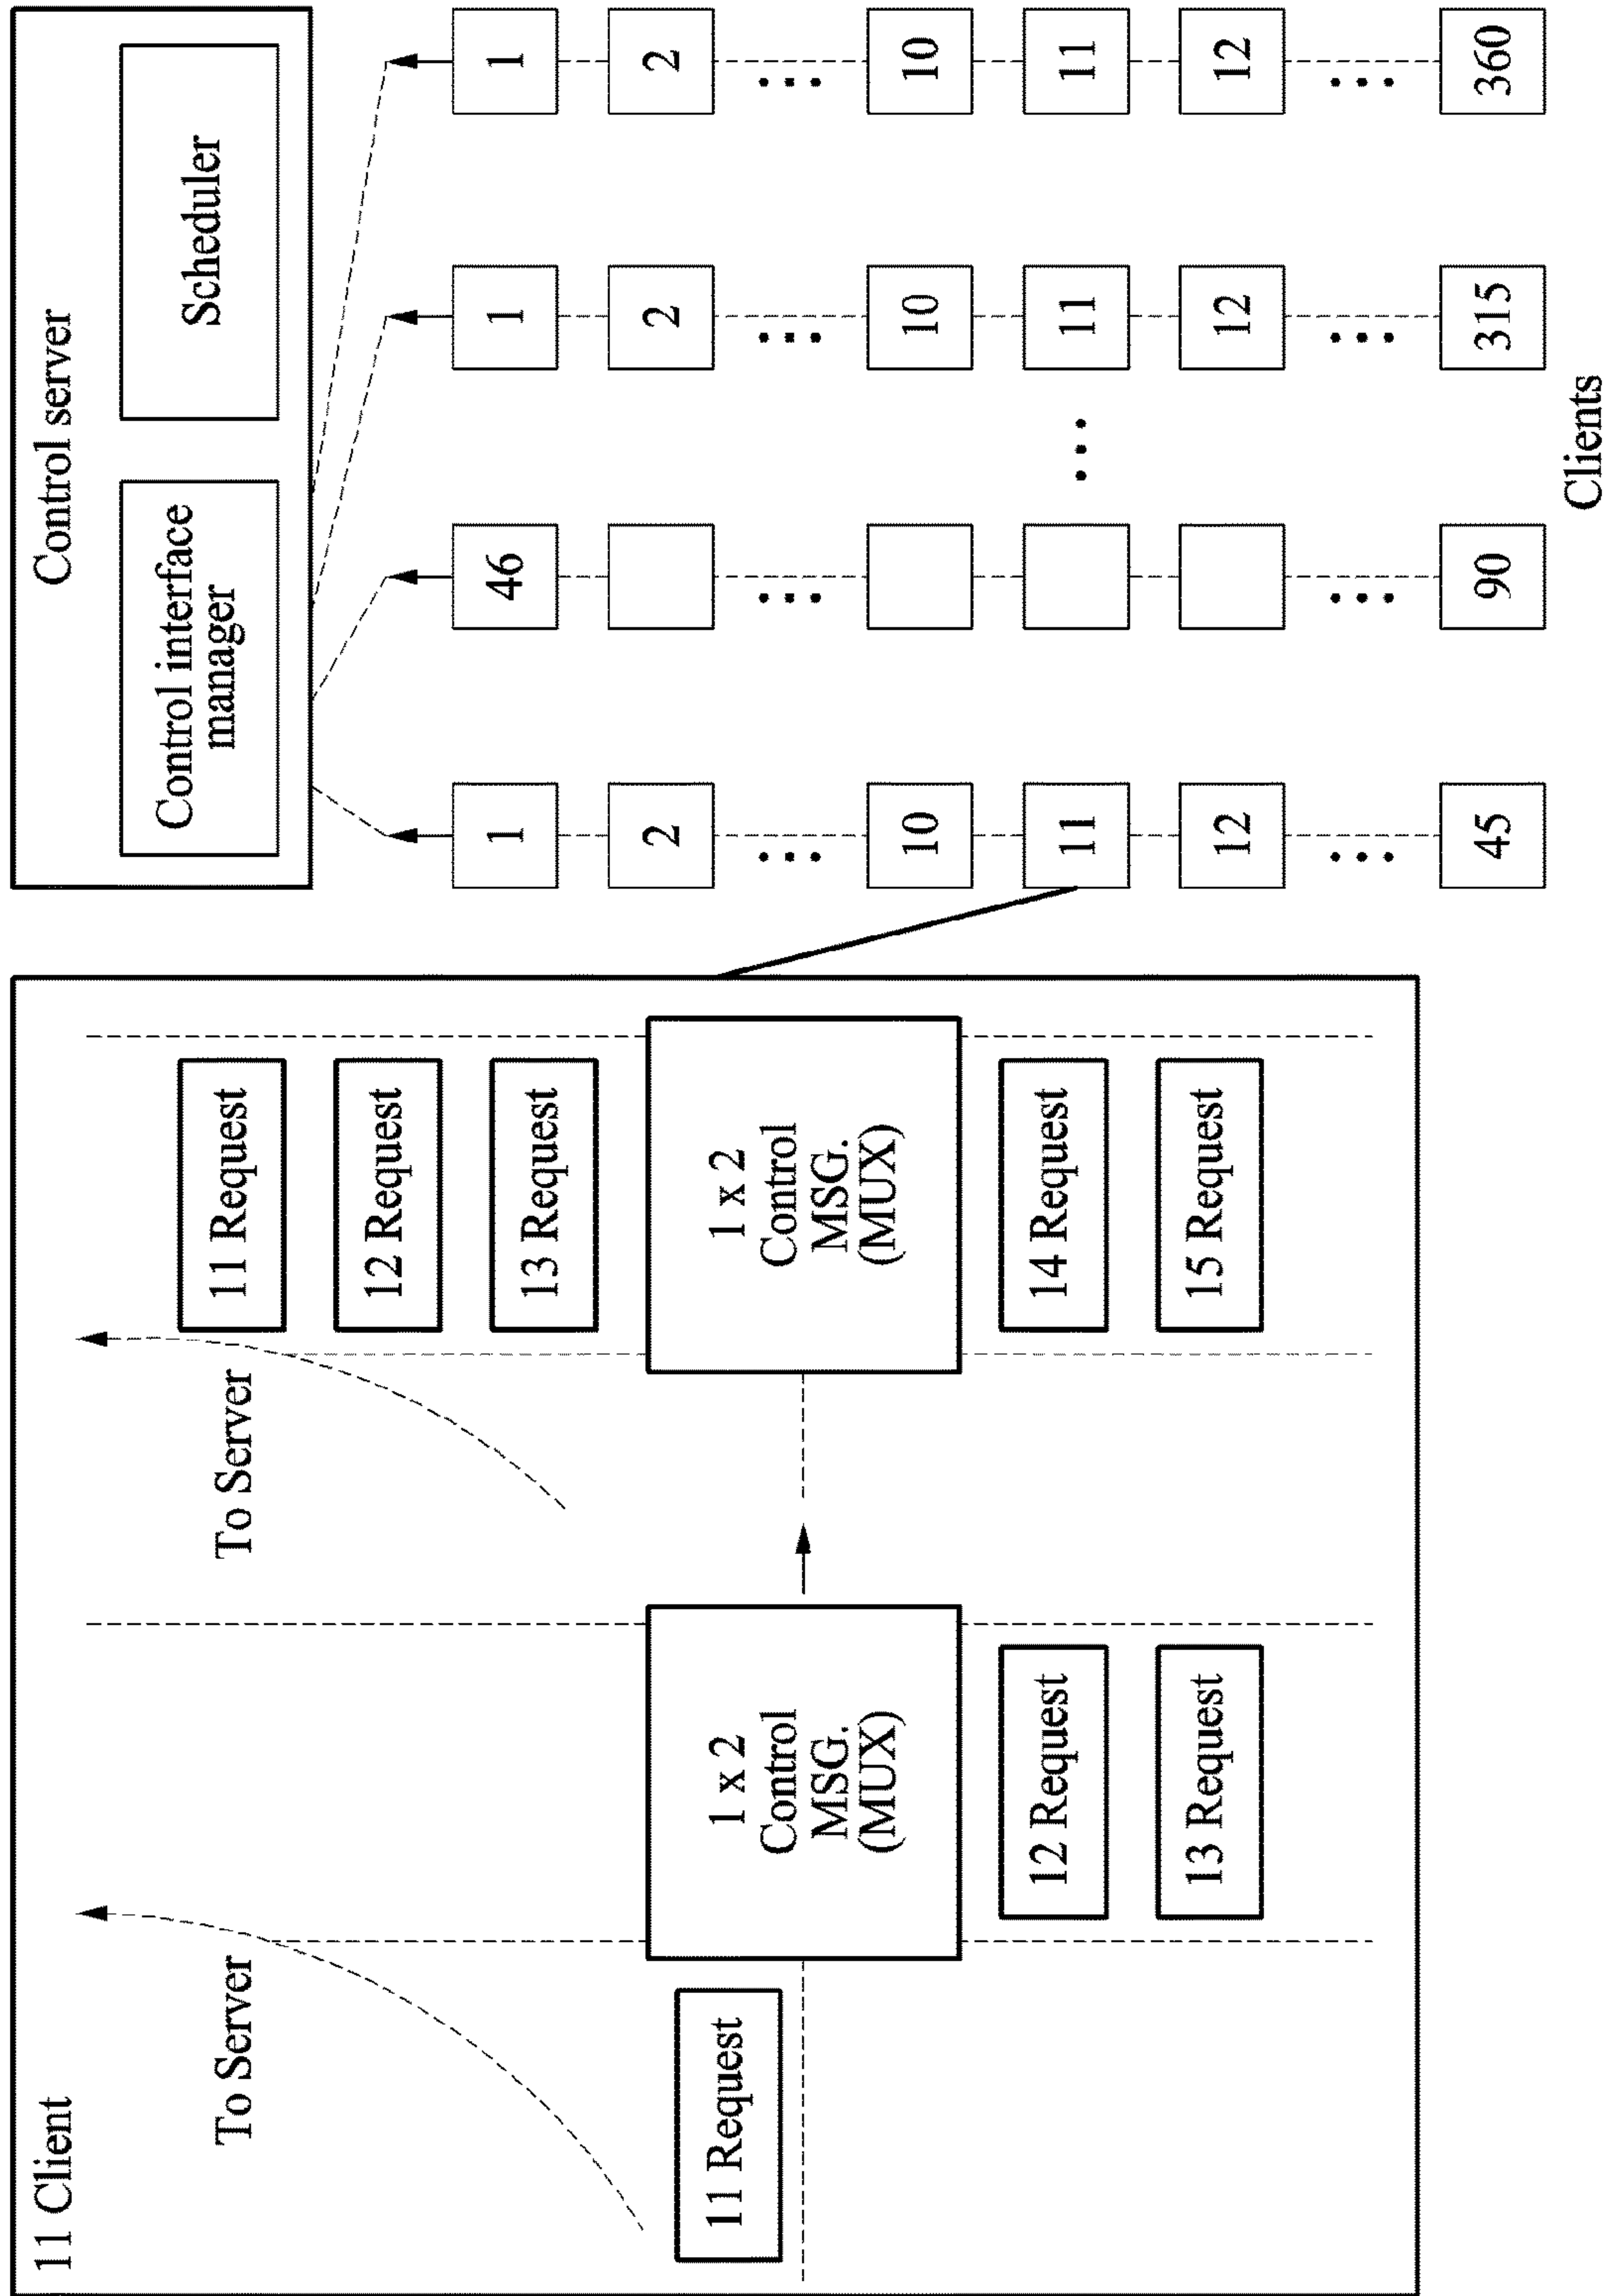 11 Client
To Server
To Server
11 Request
12 Request
13 Request
11 Request
1 x 2
Control
MSG.
(MUX)
1 x 2
Control
MSG.
(MUX)
12 Request
14 Request
13 Request
15 Request
Control server
Control interface
manager
Scheduler
1 46 1 1
2 2 2
10 10 10
11 11 11
12 12 12
45 90 315 360
Clients